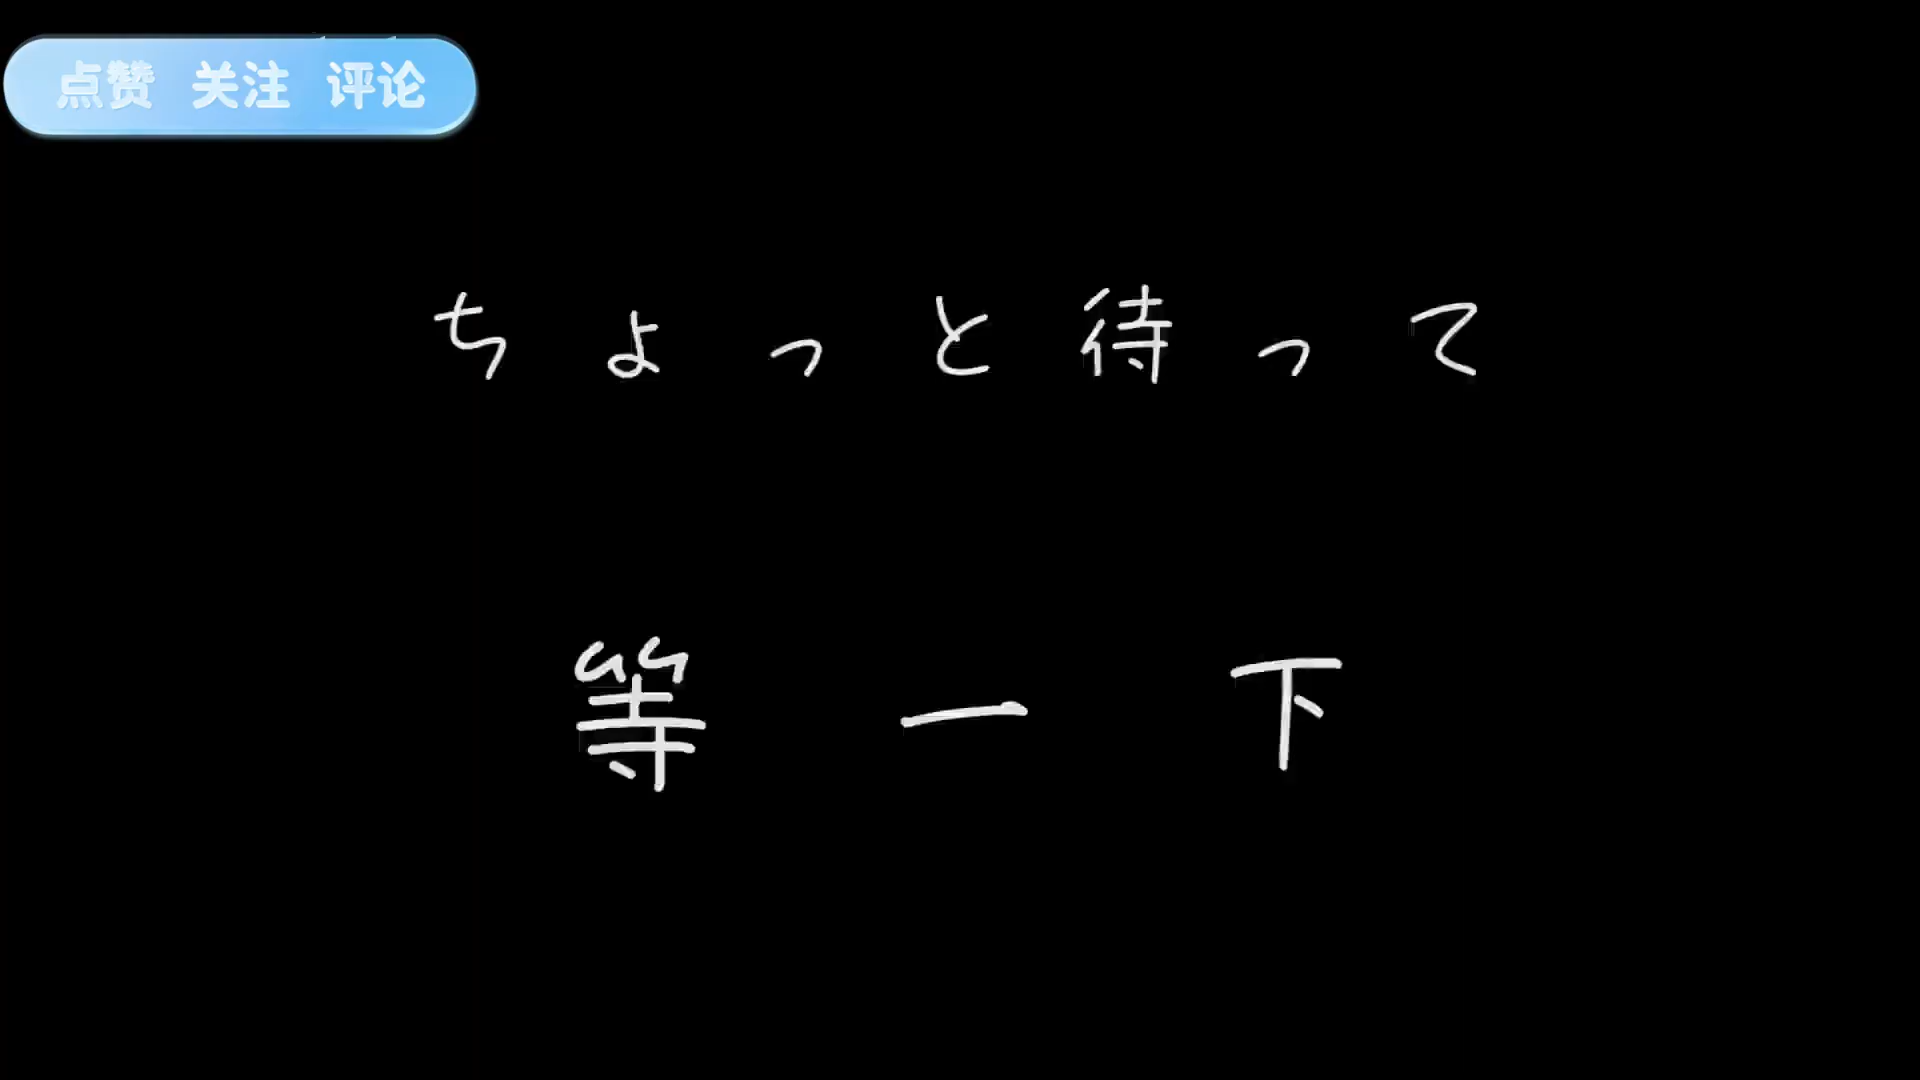 点赞 关注 评论
ちょっと待って
等一下